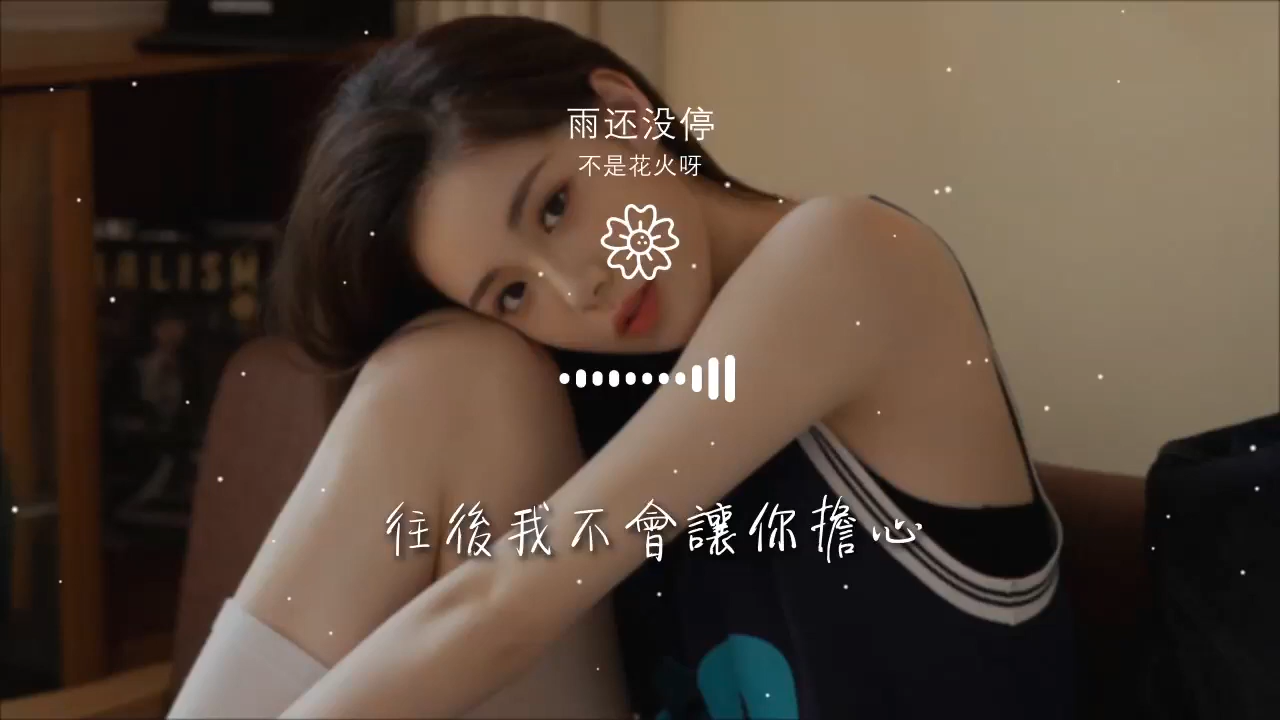 雨还没停
不是花火呀
往後我不會讓你擔心